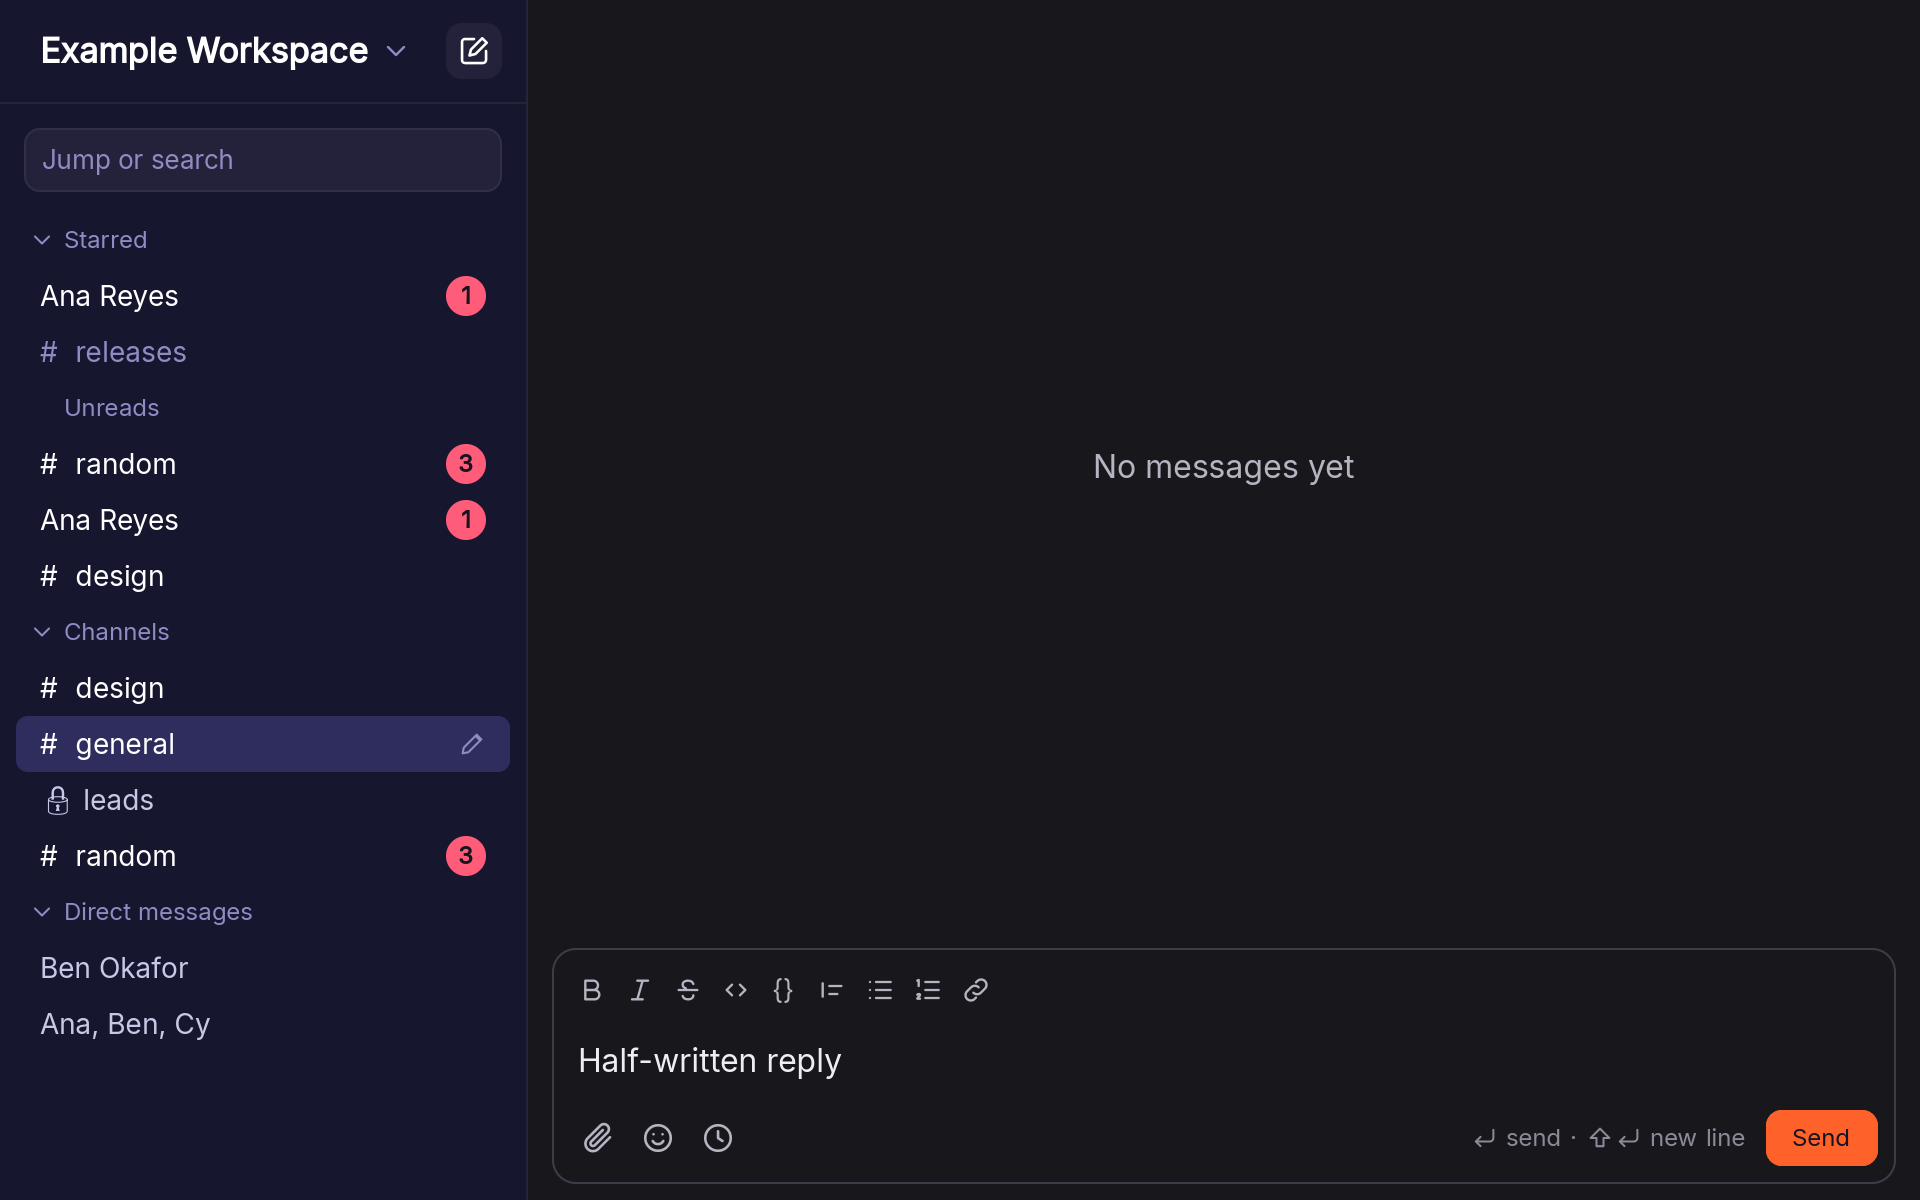 Example Workspace
Jump or search
Starred
Ana Reyes 1
# releases
Unreads
# random 3
Ana Reyes 1
# design
Channels
# design
# general
leads
# random 3
Direct messages
Ben Okafor
Ana, Ben, Cy
No messages yet
Half-written reply
send · new line
Send